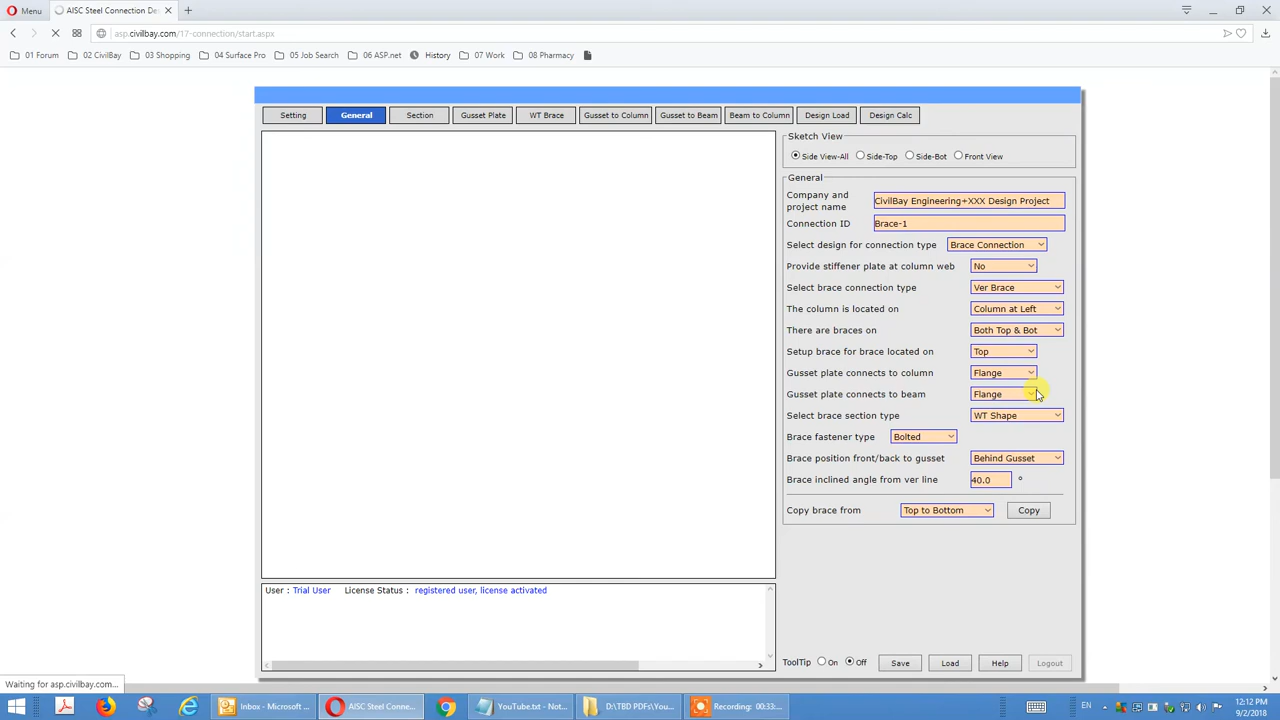 Menu
AISC Steel Connection De
asp.civilbay.com/17-connection/start.aspx
01 Forum
02 CivilBay
03 Shopping
04 Surface Pro
05 Job Search
06 ASP.net
History
07 Work
08 Pharmacy
Setting
General
Section
Gusset Plate
WT Brace
Gusset to Column
Gusset to Beam
Beam to Column
Design Load
Design Calc
Sketch View
Side View-All
Side-Top
Side-Bot
Front View
General
Company and
project name
CivilBay Engineering+XXX Design Project
Connection ID
Brace-1
Select design for connection type
Brace Connection
Provide stiffener plate at column web
No
Select brace connection type
Ver Brace
The column is located on
Column at Left
There are braces on
Both Top & Bot
Setup brace for brace located on
Top
Gusset plate connects to column
Flange
Gusset plate connects to beam
Flange
Select brace section type
WT Shape
Brace fastener type
Bolted
Brace position front/back to gusset
Behind Gusset
Brace inclined angle from ver line
40.0 °
Copy brace from
Top to Bottom
Copy
User : Trial User License Status : registered user, license activated
ToolTip
On
Off
Save
Load
Help
Logout
Waiting for asp.civilbay.com...
Inbox - Microsoft ...
AISC Steel Conne...
YouTube.txt - Not...
D:\TBD PDFs\You...
Recording: 00:33:...
EN
12:12 PM
9/2/2018